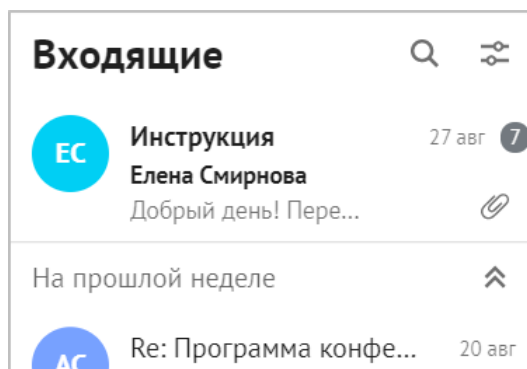 Входящие
ЕС Инструкция 27 авг 7
Елена Смирнова
Добрый день! Пере...
На прошлой неделе
АС Re: Программа конфе... 20 авг